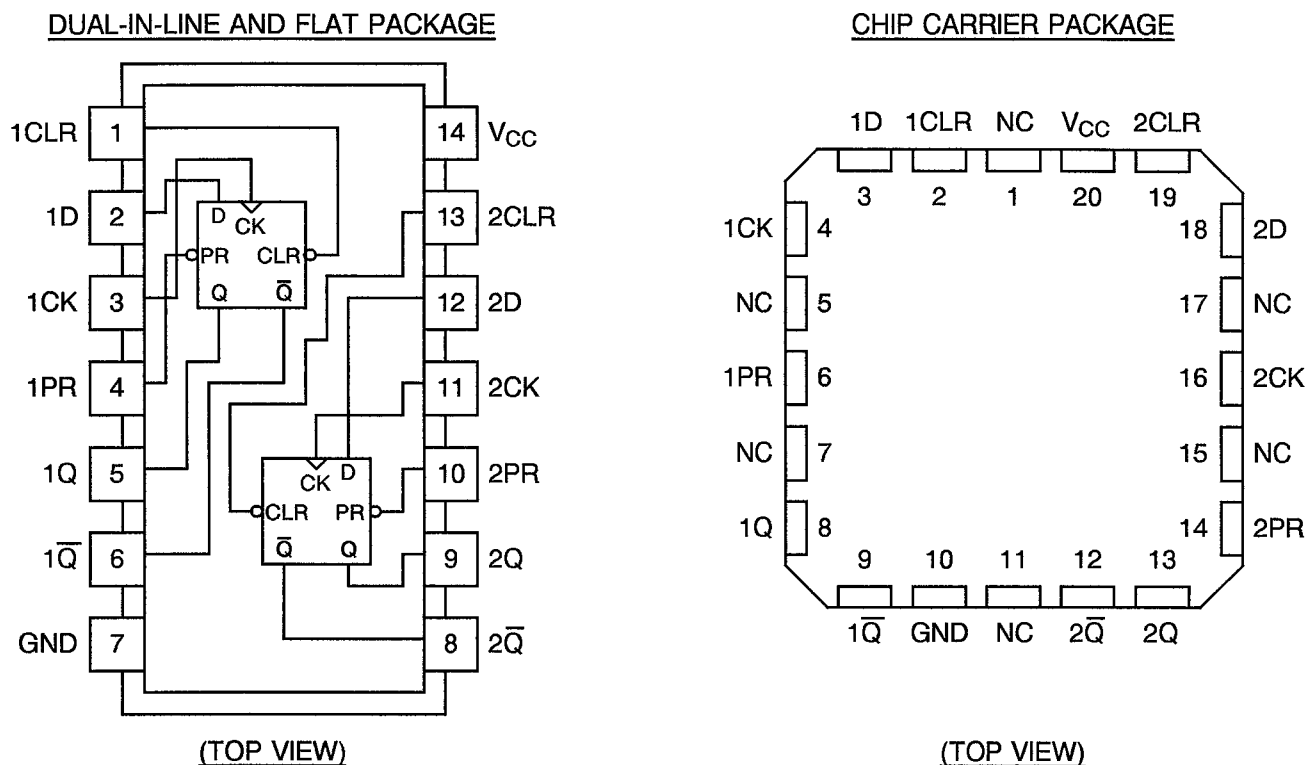 DUAL-IN-LINE AND FLAT PACKAGE
1CLR 1
14 VCC
1D 2
13 2CLR
1CK 3
12 2D
1PR 4
11 2CK
1Q 5
10 2PR
1Q̅ 6
9 2Q
GND 7
8 2Q̅
D CK
PR CLR
Q Q̅
CK D
CLR PR
Q̅ Q
(TOP VIEW)
CHIP CARRIER PACKAGE
1D 1CLR NC VCC 2CLR
3 2 1 20 19
1CK 4
18 2D
NC 5
17 NC
1PR 6
16 2CK
NC 7
15 NC
1Q 8
14 2PR
9 10 11 12 13
1Q̅ GND NC 2Q̅ 2Q
(TOP VIEW)